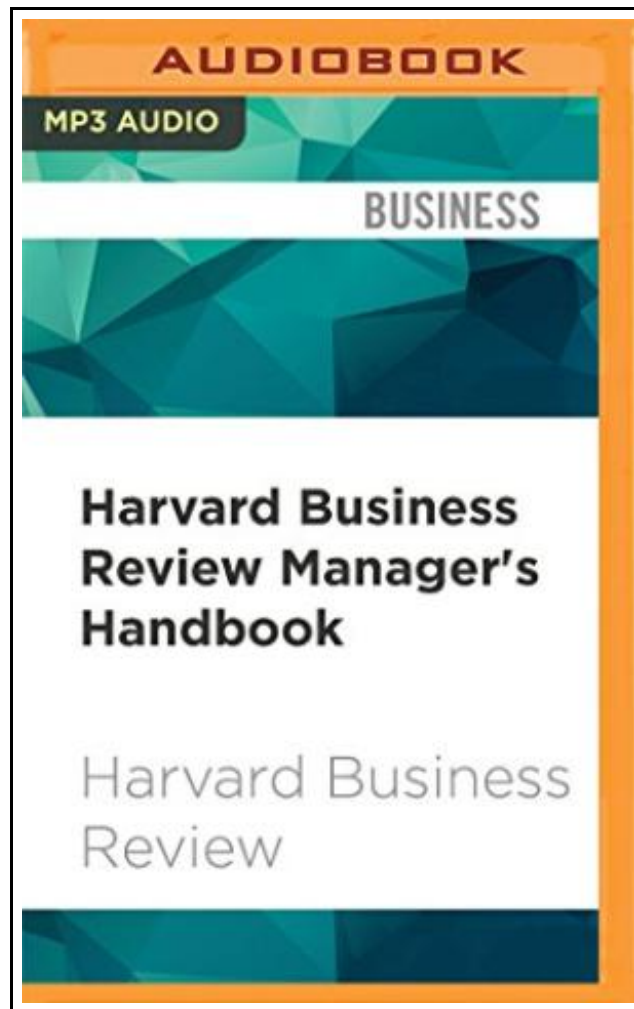 AUDIOBOOK
MP3 AUDIO
BUSINESS
Harvard Business
Review Manager's
Handbook
Harvard Business
Review